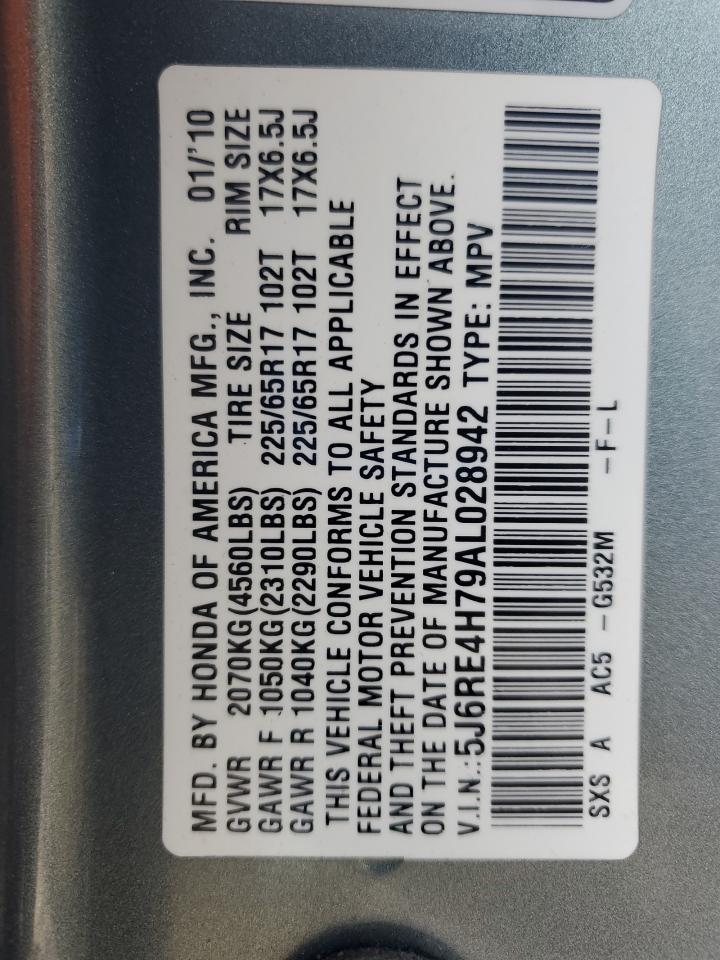 MFD. BY HONDA OF AMERICA MFG., INC. 01/'10
GVWR 2070KG(4560LBS) TIRE SIZE RIM SIZE
GAWR F 1050KG(2310LBS) 225/65R17 102T 17X6.5J
GAWR R 1040KG(2290LBS) 225/65R17 102T 17X6.5J
THIS VEHICLE CONFORMS TO ALL APPLICABLE
FEDERAL MOTOR VEHICLE SAFETY
AND THEFT PREVENTION STANDARDS IN EFFECT
ON THE DATE OF MANUFACTURE SHOWN ABOVE.
V.I.N.:5J6RE4H79AL028942 TYPE: MPV
SXS A AC5 -G532M -F-L